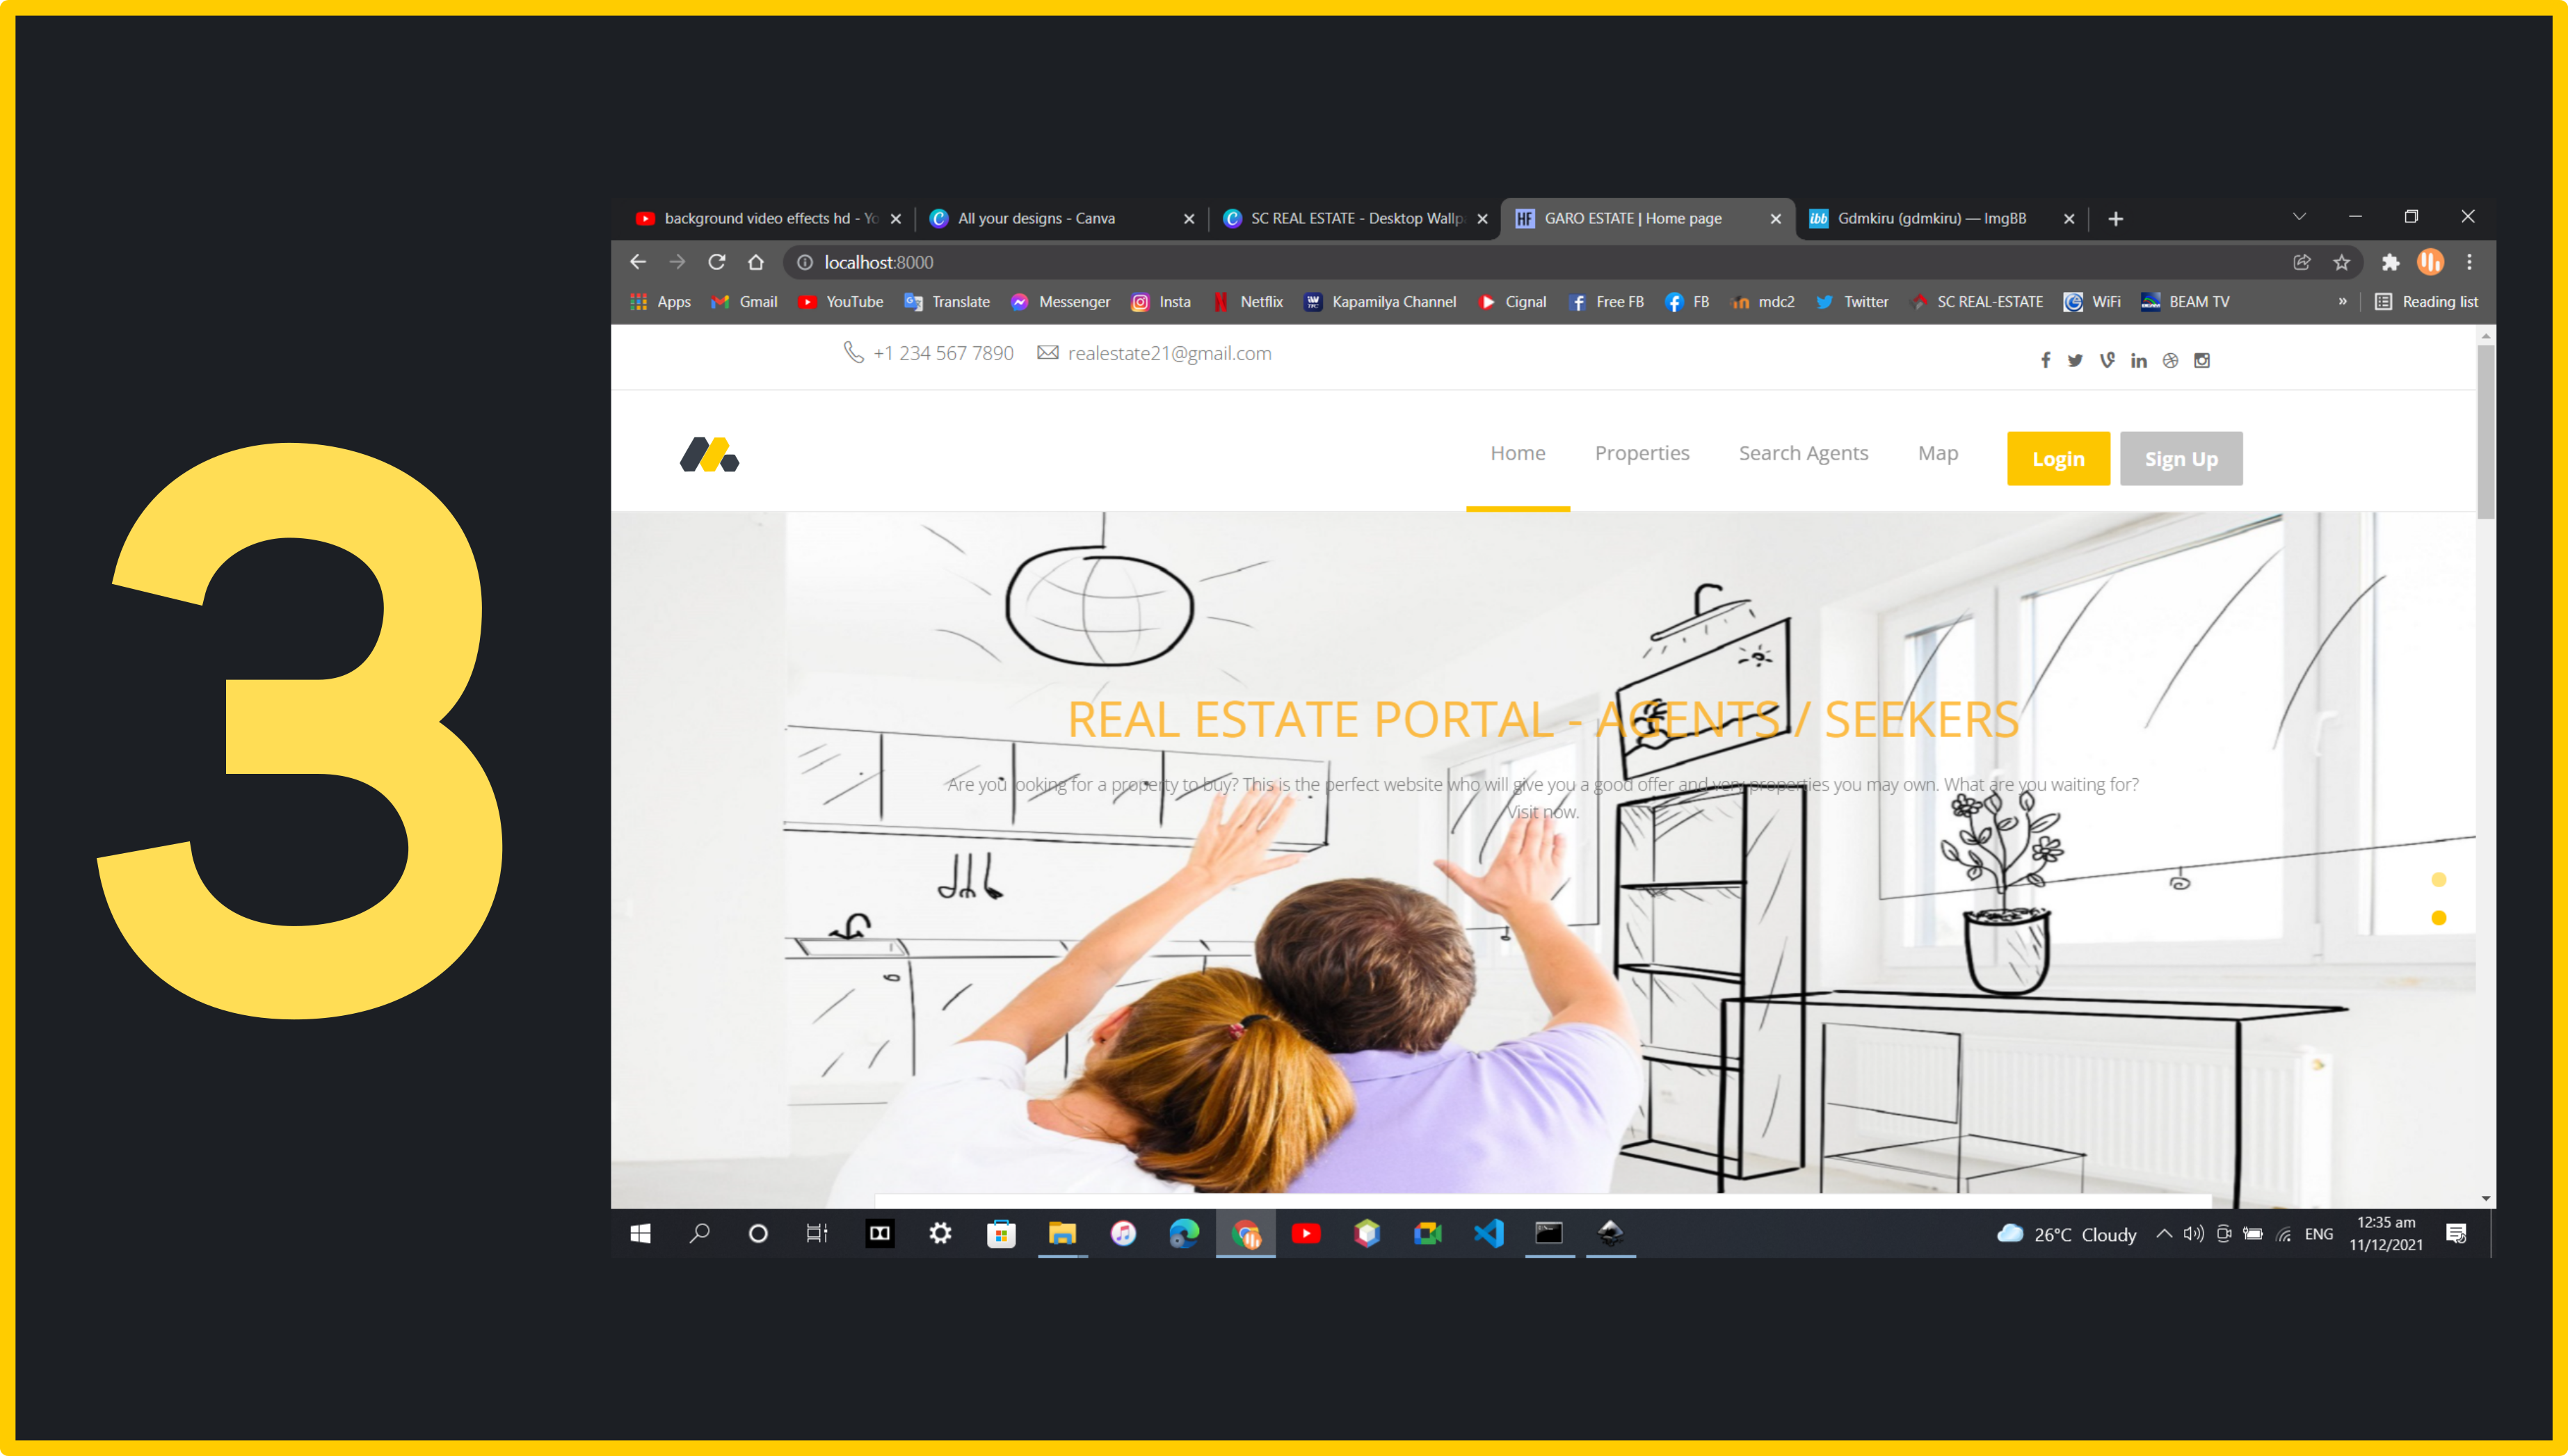 3
background video effects hd - Yo
All your designs - Canva
SC REAL ESTATE - Desktop Wallp
HF GARO ESTATE | Home page
ibb Gdmkiru (gdmkiru) — ImgBB
localhost:8000
Apps Gmail YouTube Translate Messenger Insta Netflix Kapamilya Channel Cignal Free FB FB mdc2 Twitter SC REAL-ESTATE WiFi BEAM TV » Reading list
+1 234 567 7890 realestate21@gmail.com
Home Properties Search Agents Map Login Sign Up
REAL ESTATE PORTAL - AGENTS / SEEKERS
Are you looking for a property to buy? This is the perfect website who will give you a good offer and very properties you may own. What are you waiting for?
Visit now.
26°C Cloudy ENG
12:35 am
11/12/2021